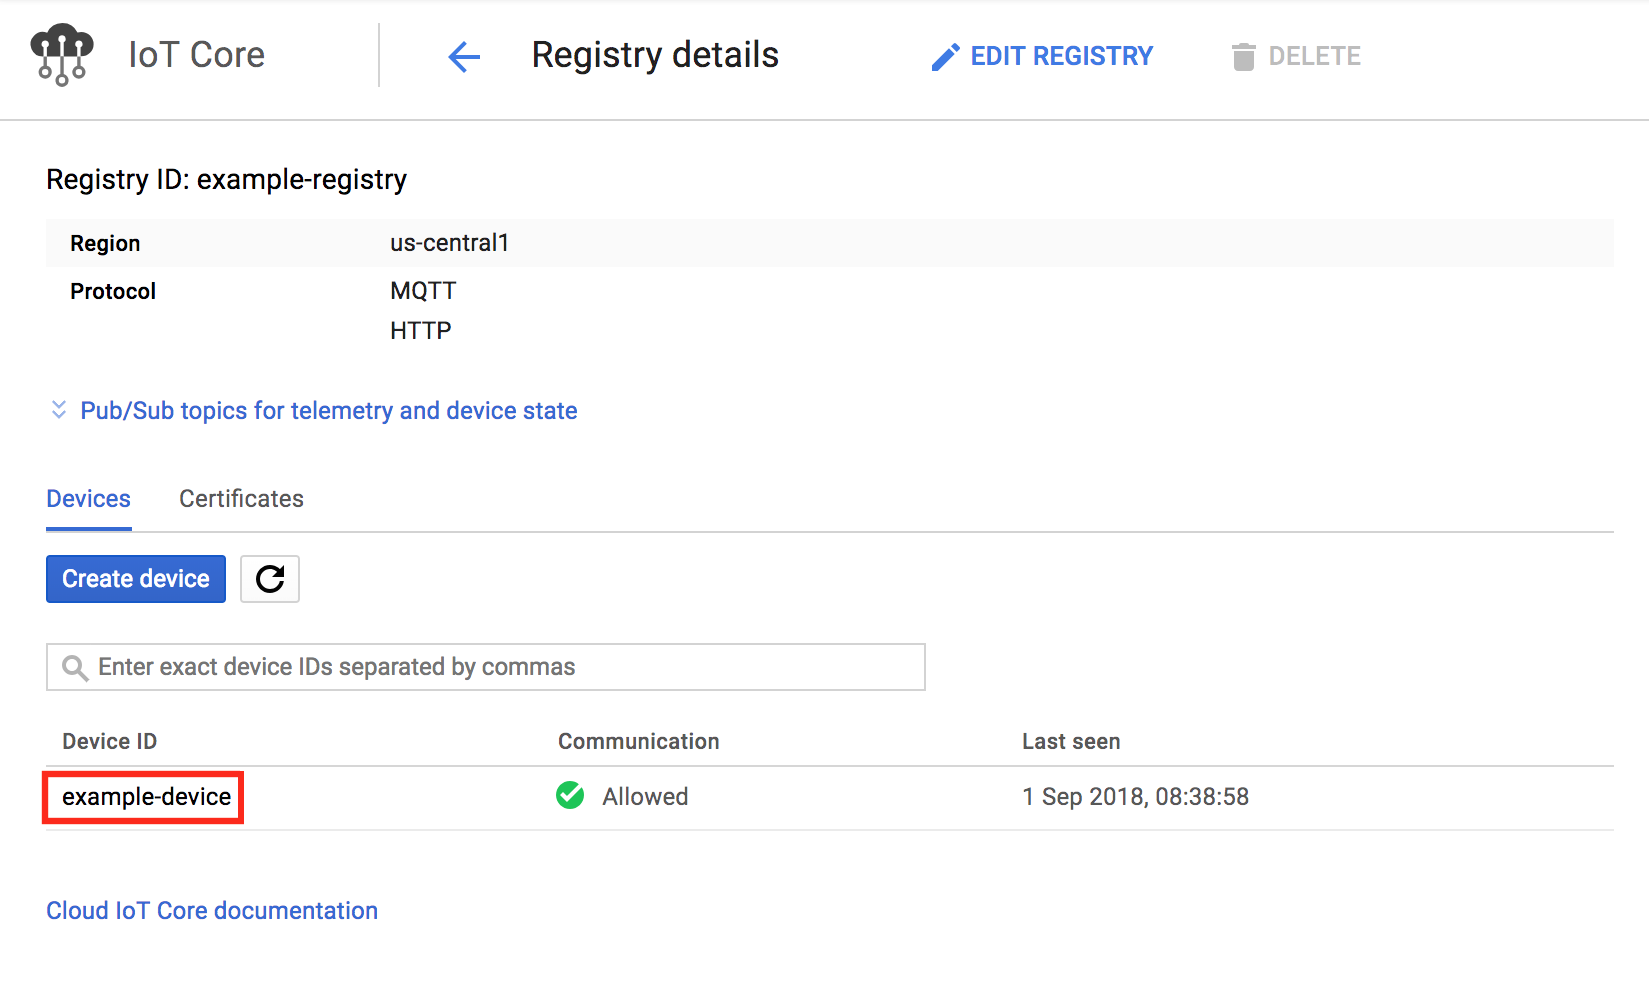 IoT Core
Registry details
EDIT REGISTRY
DELETE
Registry ID: example-registry
Region us-central1
Protocol MQTT
HTTP
Pub/Sub topics for telemetry and device state
Devices Certificates
Create device
Enter exact device IDs separated by commas
Device ID Communication Last seen
example-device Allowed 1 Sep 2018, 08:38:58
Cloud IoT Core documentation